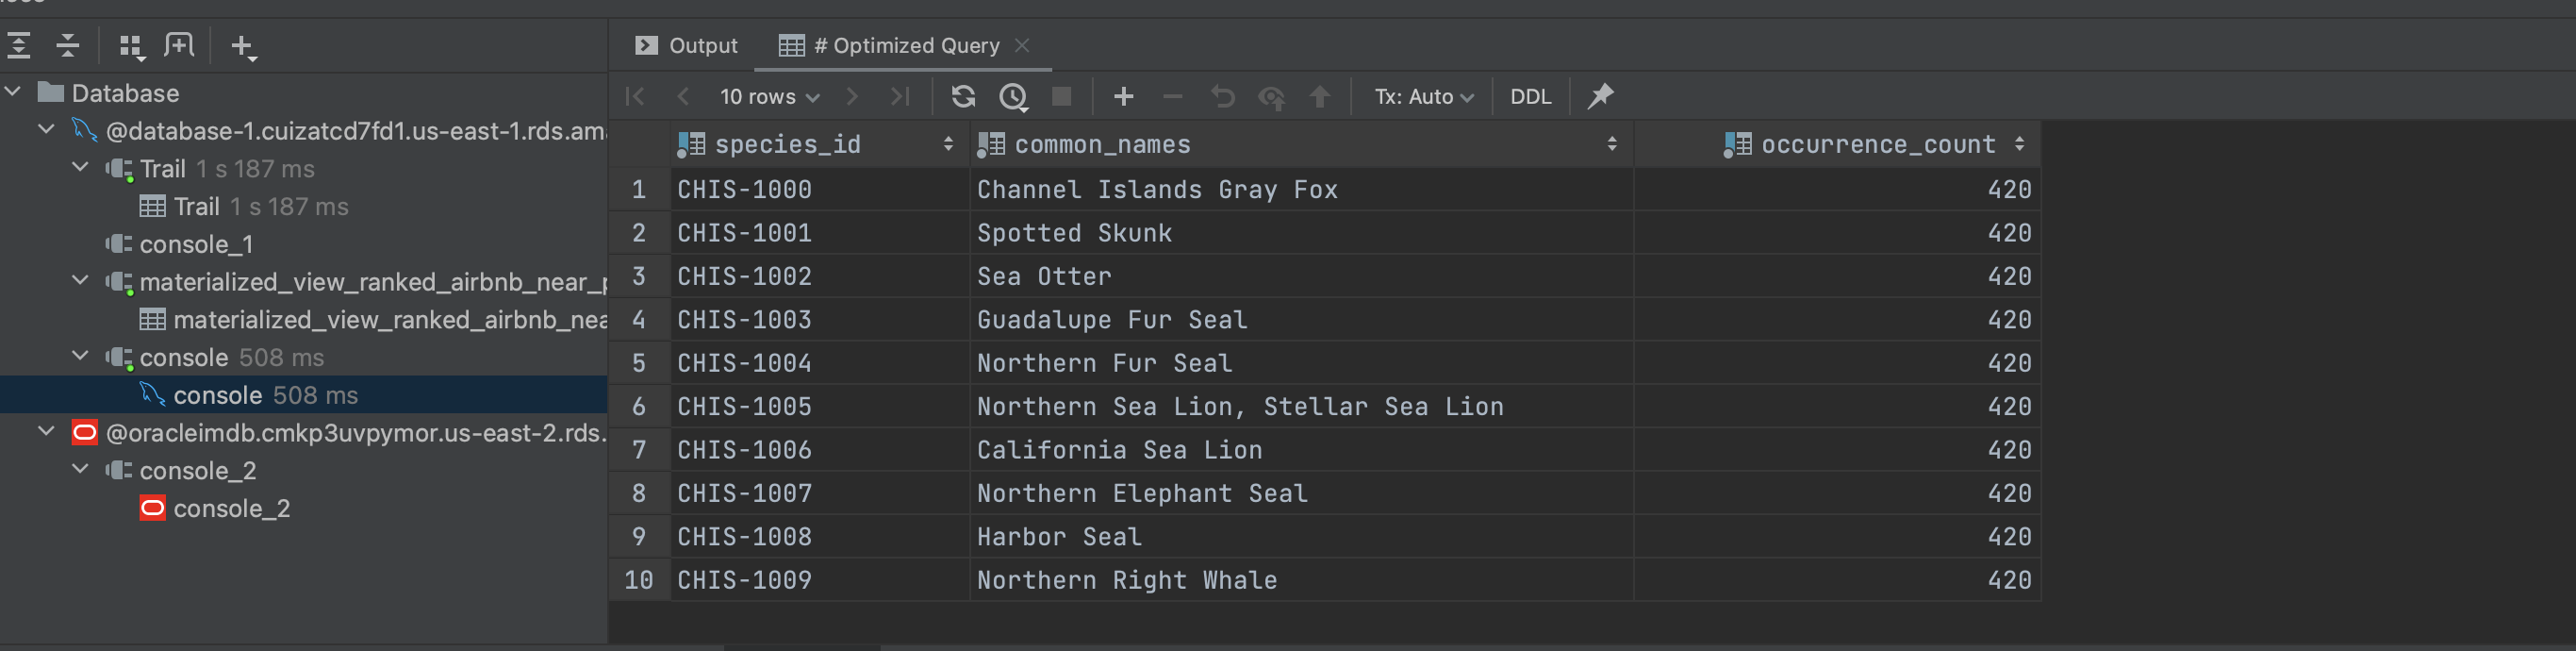 Database
@database-1.cuizatcd7fd1.us-east-1.rds.ama
Trail 1 s 187 ms
Trail 1 s 187 ms
console_1
materialized_view_ranked_airbnb_near_p
materialized_view_ranked_airbnb_nea
console 508 ms
console 508 ms
@oracleimdb.cmkp3uvpymor.us-east-2.rds.
console_2
console_2
Output # Optimized Query
10 rows Tx: Auto DDL
species_id common_names occurrence_count
1 CHIS-1000 Channel Islands Gray Fox 420
2 CHIS-1001 Spotted Skunk 420
3 CHIS-1002 Sea Otter 420
4 CHIS-1003 Guadalupe Fur Seal 420
5 CHIS-1004 Northern Fur Seal 420
6 CHIS-1005 Northern Sea Lion, Stellar Sea Lion 420
7 CHIS-1006 California Sea Lion 420
8 CHIS-1007 Northern Elephant Seal 420
9 CHIS-1008 Harbor Seal 420
10 CHIS-1009 Northern Right Whale 420